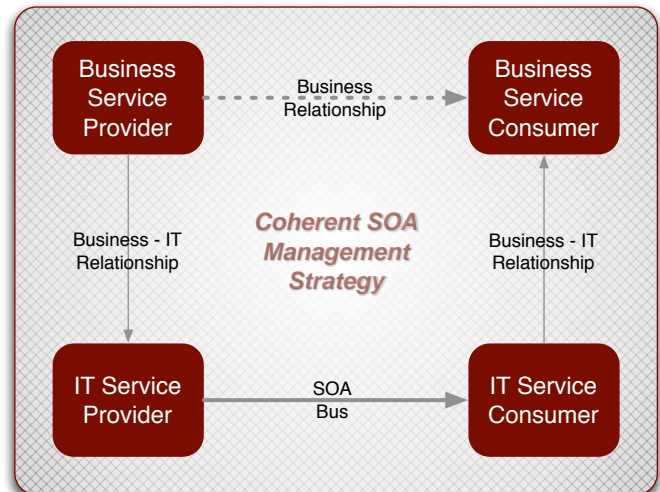 Business
Service
Provider
Business
Relationship
Business
Service
Consumer
Business - IT
Relationship
Coherent SOA
Management
Strategy
Business - IT
Relationship
IT Service
Provider
SOA
Bus
IT Service
Consumer